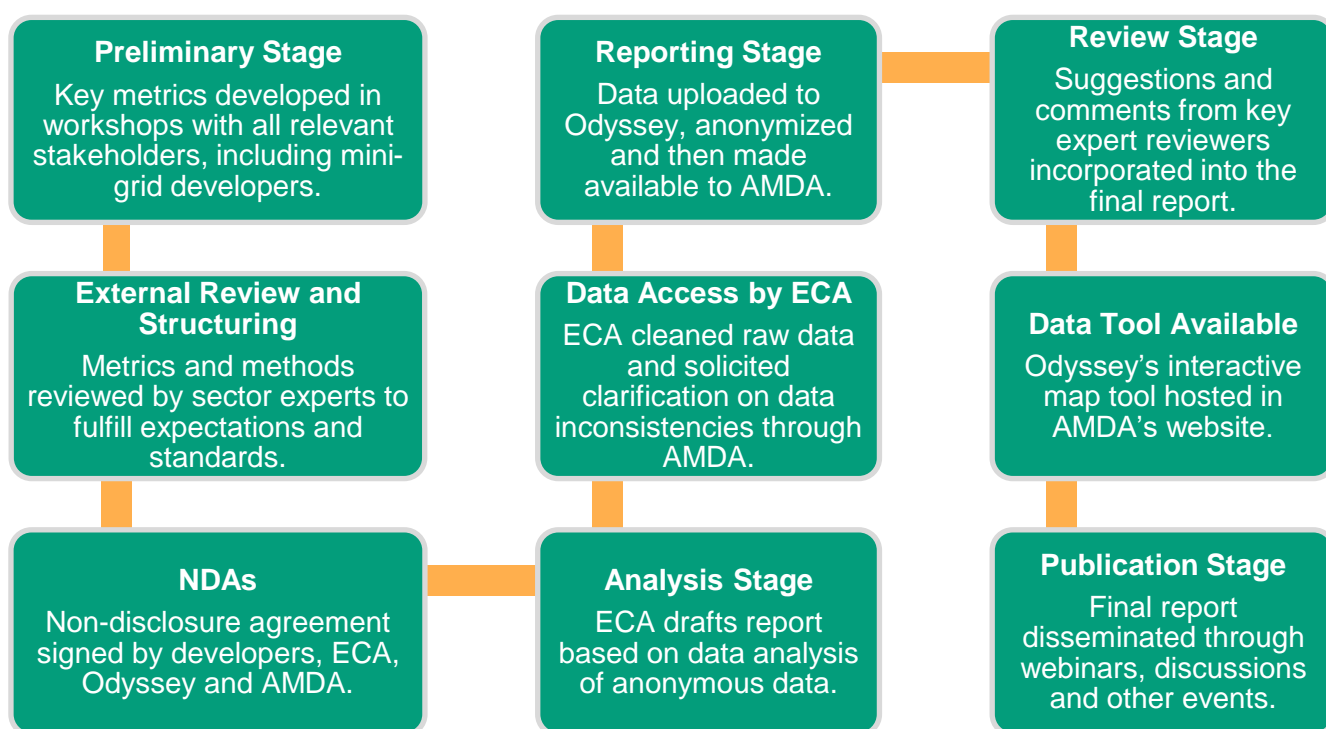 Preliminary Stage
Key metrics developed in
workshops with all relevant
stakeholders, including mini-
grid developers.
External Review and
Structuring
Metrics and methods
reviewed by sector experts to
fulfill expectations and
standards.
NDAs
Non-disclosure agreement
signed by developers, ECA,
Odyssey and AMDA.
Analysis Stage
ECA drafts report
based on data analysis
of anonymous data.
Data Access by ECA
ECA cleaned raw data
and solicited
clarification on data
inconsistencies through
AMDA.
Reporting Stage
Data uploaded to
Odyssey, anonymized
and then made
available to AMDA.
Review Stage
Suggestions and
comments from key
expert reviewers
incorporated into the
final report.
Data Tool Available
Odyssey’s interactive
map tool hosted in
AMDA’s website.
Publication Stage
Final report
disseminated through
webinars, discussions
and other events.